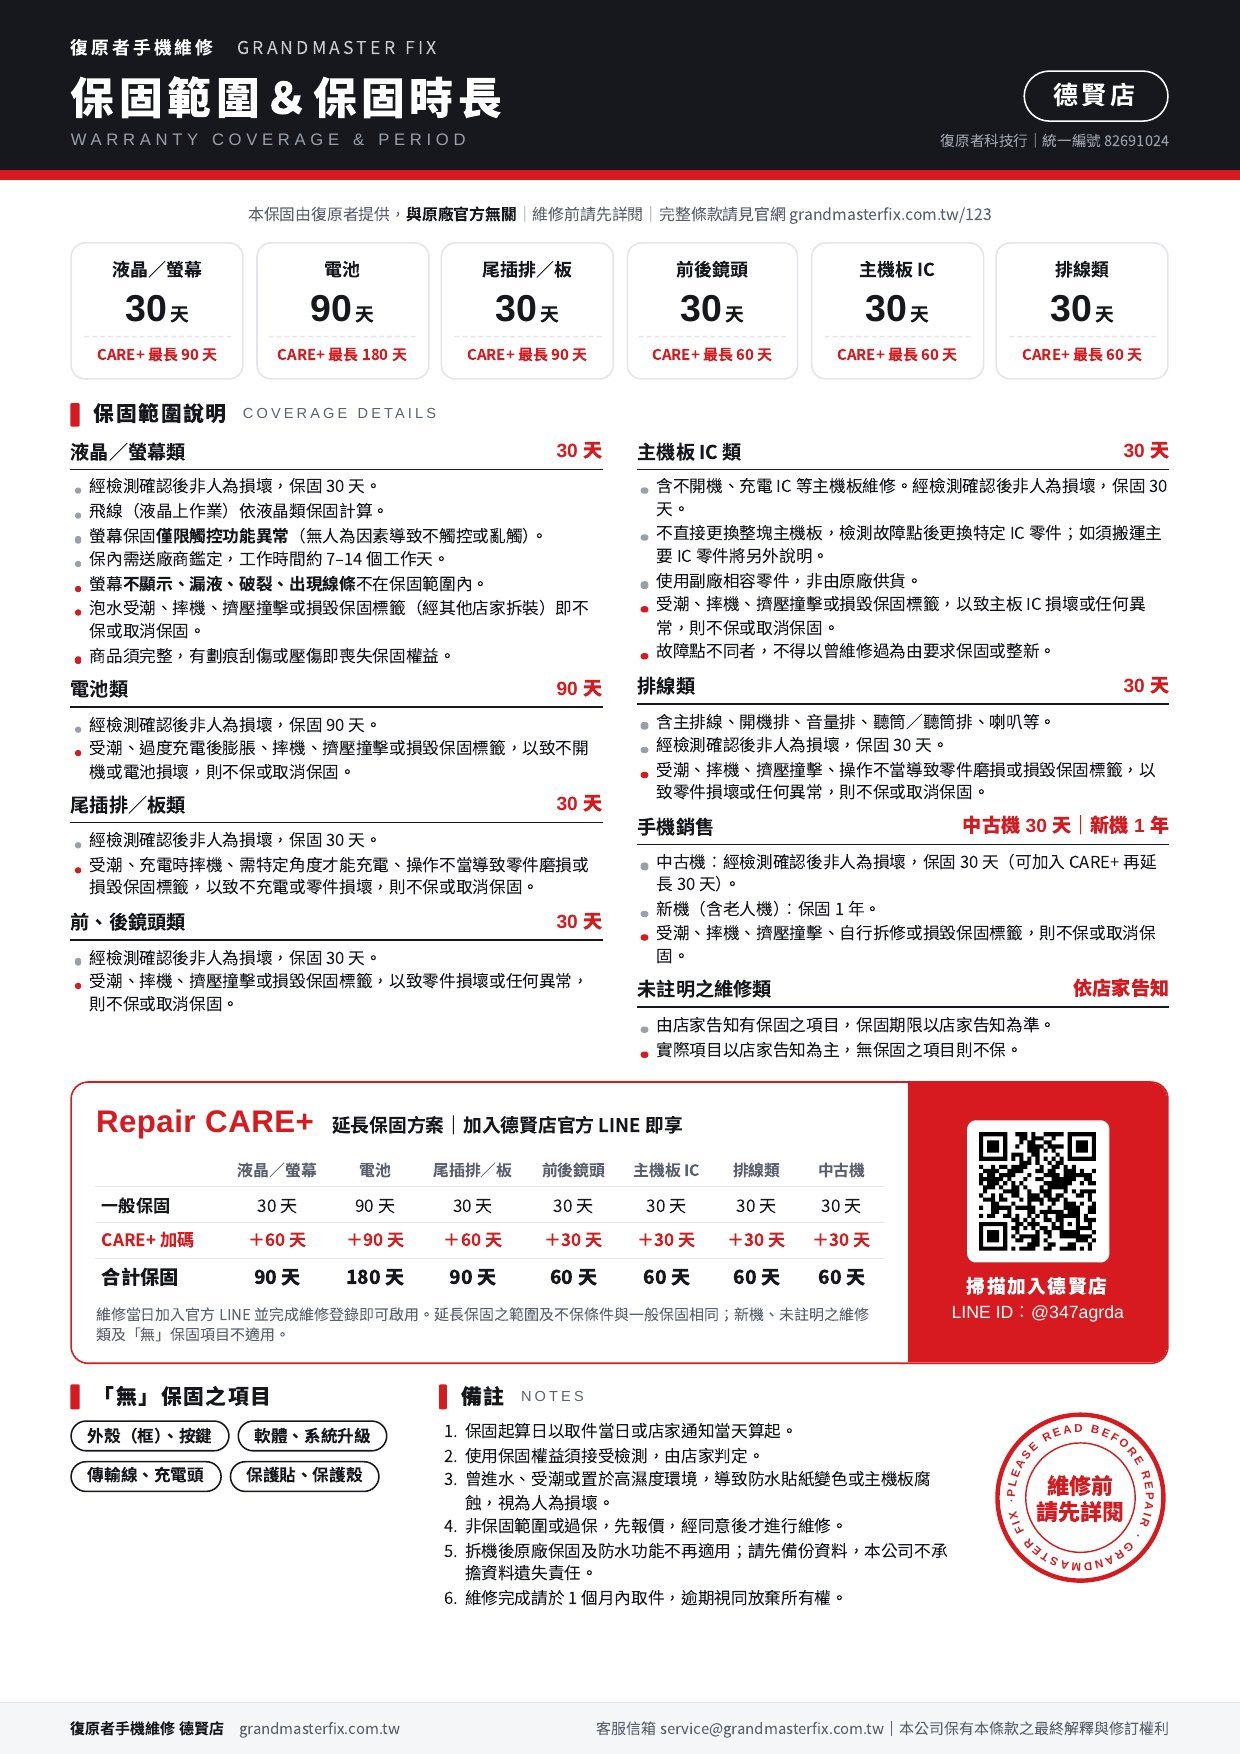 復原者手機維修 GRANDMASTER FIX
保固範圍 & 保固時長
WARRANTY COVERAGE & PERIOD
德賢店
復原者科技行｜統一編號 82691024
本保固由復原者提供，與原廠官方無關｜維修前請先詳閱｜完整條款請見官網 grandmasterfix.com.tw/123
液晶／螢幕
30 天
CARE+ 最長 90 天
電池
90 天
CARE+ 最長 180 天
尾插排／板
30 天
CARE+ 最長 90 天
前後鏡頭
30 天
CARE+ 最長 60 天
主機板 IC
30 天
CARE+ 最長 60 天
排線類
30 天
CARE+ 最長 60 天
保固範圍說明 COVERAGE DETAILS
液晶／螢幕類 30 天
經檢測確認後非人為損壞，保固 30 天。
飛線（液晶上作業）依液晶類保固計算。
螢幕保固僅限觸控功能異常（無人為因素導致不觸控或亂觸）。
保內需送廠商鑑定，工作時間約 7–14 個工作天。
螢幕不顯示、漏液、破裂、出現線條不在保固範圍內。
泡水受潮、摔機、擠壓撞擊或損毀保固標籤（經其他店家拆裝）即不
保或取消保固。
商品須完整，有劃痕刮傷或壓傷即喪失保固權益。
電池類 90 天
經檢測確認後非人為損壞，保固 90 天。
受潮、過度充電後膨脹、摔機、擠壓撞擊或損毀保固標籤，以致不開
機或電池損壞，則不保或取消保固。
尾插排／板類 30 天
經檢測確認後非人為損壞，保固 30 天。
受潮、充電時摔機、需特定角度才能充電、操作不當導致零件磨損或
損毀保固標籤，以致不充電或零件損壞，則不保或取消保固。
前、後鏡頭類 30 天
經檢測確認後非人為損壞，保固 30 天。
受潮、摔機、擠壓撞擊或損毀保固標籤，以致零件損壞或任何異常，
則不保或取消保固。
主機板 IC 類 30 天
含不開機、充電 IC 等主機板維修。經檢測確認後非人為損壞，保固 30
天。
不直接更換整塊主機板，檢測故障點後更換特定 IC 零件；如須搬運主
要 IC 零件將另外說明。
使用副廠相容零件，非由原廠供貨。
受潮、摔機、擠壓撞擊或損毀保固標籤，以致主板 IC 損壞或任何異
常，則不保或取消保固。
故障點不同者，不得以曾維修過為由要求保固或整新。
排線類 30 天
含主排線、開機排、音量排、聽筒／聽筒排、喇叭等。
經檢測確認後非人為損壞，保固 30 天。
受潮、摔機、擠壓撞擊、操作不當導致零件磨損或損毀保固標籤，以
致零件損壞或任何異常，則不保或取消保固。
手機銷售 中古機 30 天｜新機 1 年
中古機：經檢測確認後非人為損壞，保固 30 天（可加入 CARE+ 再延
長 30 天）。
新機（含老人機）：保固 1 年。
受潮、摔機、擠壓撞擊、自行拆修或損毀保固標籤，則不保或取消保
固。
未註明之維修類 依店家告知
由店家告知有保固之項目，保固期限以店家告知為準。
實際項目以店家告知為主，無保固之項目則不保。
Repair CARE+ 延長保固方案｜加入德賢店官方 LINE 即享
液晶／螢幕 電池 尾插排／板 前後鏡頭 主機板 IC 排線類 中古機
一般保固 30 天 90 天 30 天 30 天 30 天 30 天 30 天
CARE+ 加碼 ＋60 天 ＋90 天 ＋60 天 ＋30 天 ＋30 天 ＋30 天 ＋30 天
合計保固 90 天 180 天 90 天 60 天 60 天 60 天 60 天
維修當日加入官方 LINE 並完成維修登錄即可啟用。延長保固之範圍及不保條件與一般保固相同；新機、未註明之維修
類及「無」保固項目不適用。
掃描加入德賢店
LINE ID：@347agrda
「無」保固之項目
外殼（框）、按鍵
軟體、系統升級
傳輸線、充電頭
保護貼、保護殼
備註 NOTES
1. 保固起算日以取件當日或店家通知當天算起。
2. 使用保固權益須接受檢測，由店家判定。
3. 曾進水、受潮或置於高濕度環境，導致防水貼紙變色或主機板腐
蝕，視為人為損壞。
4. 非保固範圍或過保，先報價，經同意後才進行維修。
5. 拆機後原廠保固及防水功能不再適用；請先備份資料，本公司不承
擔資料遺失責任。
6. 維修完成請於 1 個月內取件，逾期視同放棄所有權。
PLEASE READ BEFORE REPAIR · GRANDMASTER FIX ·
維修前
請先詳閱
復原者手機維修 德賢店 grandmasterfix.com.tw
客服信箱 service@grandmasterfix.com.tw｜本公司保有本條款之最終解釋與修訂權利